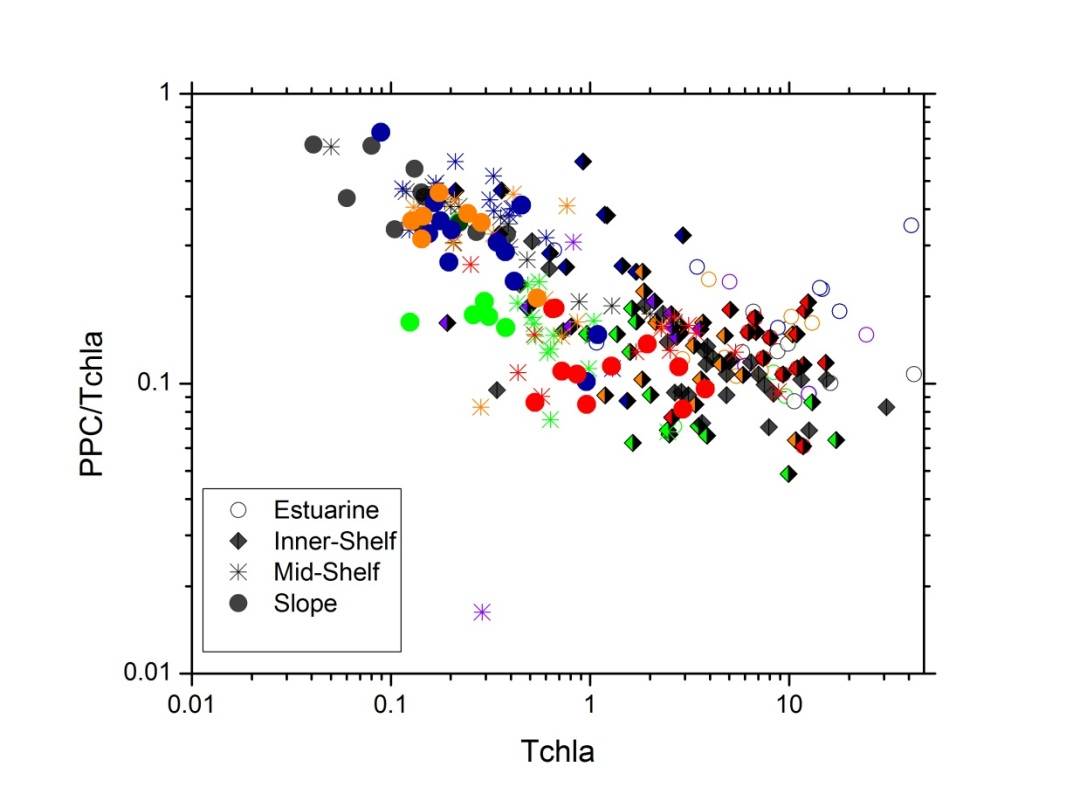 1
PPC/Tchla
0.1
Estuarine
Inner-Shelf
Mid-Shelf
Slope
0.01
0.01 0.1 1 10
Tchla